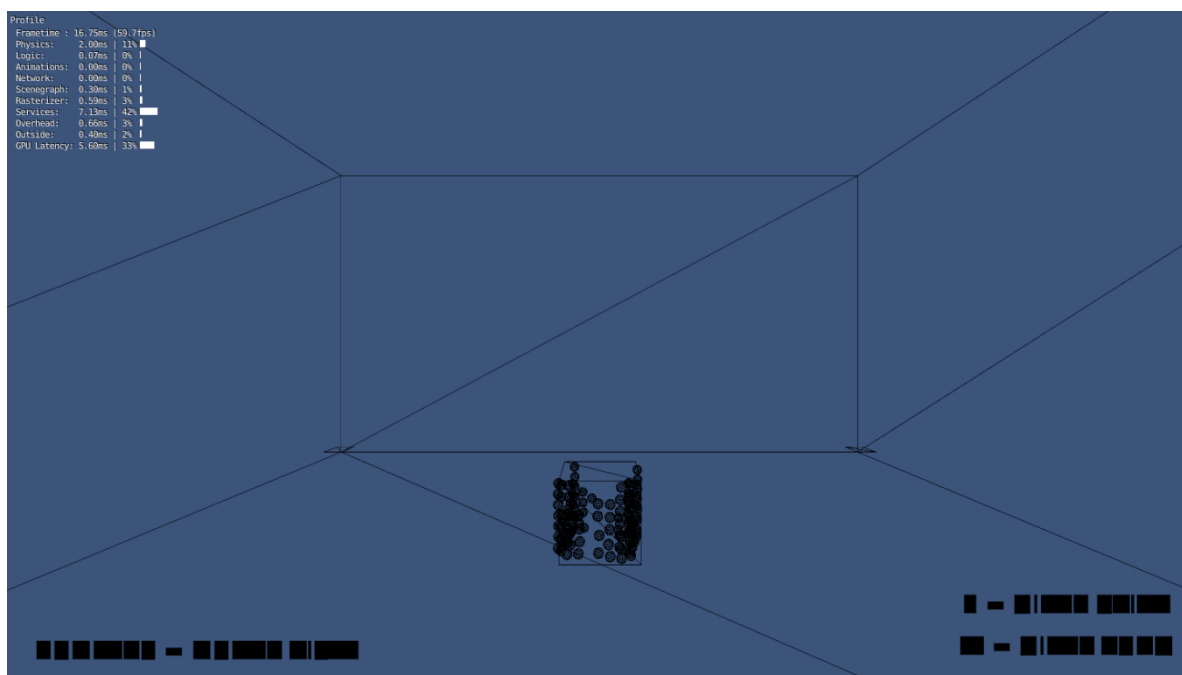 Profile
Frametime : 16.75ms (59.7fps)
Physics: 2.00ms | 11%
Logic: 0.07ms | 0%
Animations: 0.00ms | 0%
Network: 0.00ms | 0%
Scenegraph: 0.30ms | 1%
Rasterizer: 0.59ms | 3%
Services: 7.13ms | 42%
Overhead: 0.66ms | 3%
Outside: 0.40ms | 2%
GPU Latency: 5.60ms | 33%